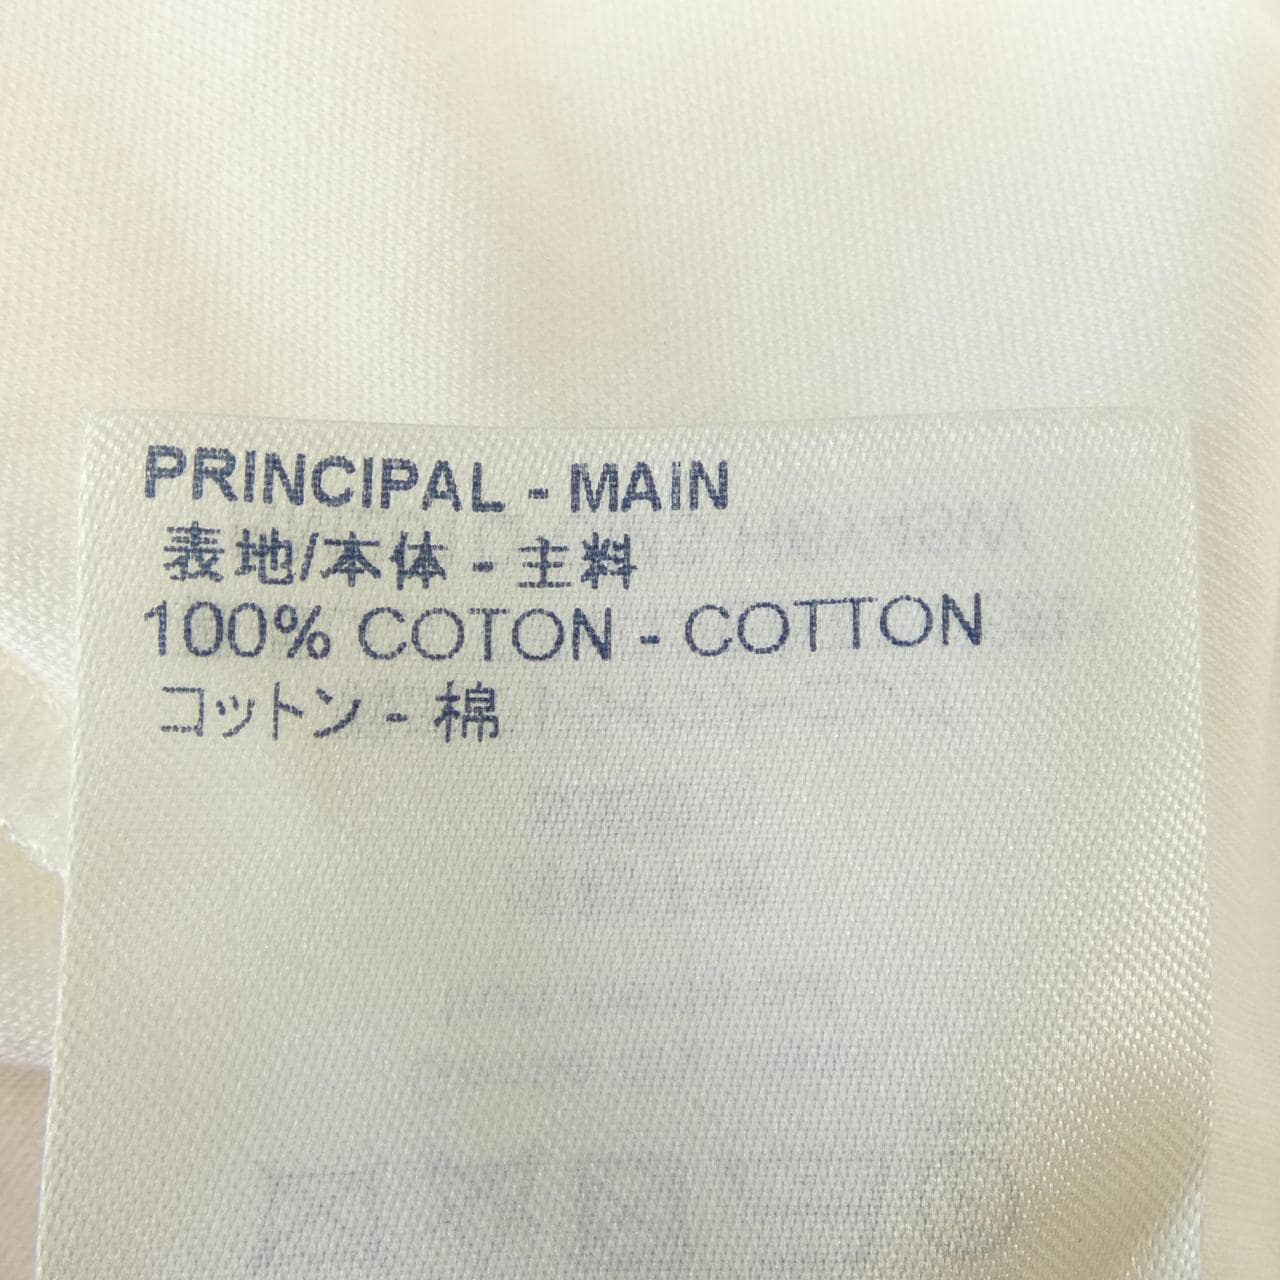 PRINCIPAL - MAIN
表地/本体 - 主料
100% COTON - COTTON
コットン - 棉